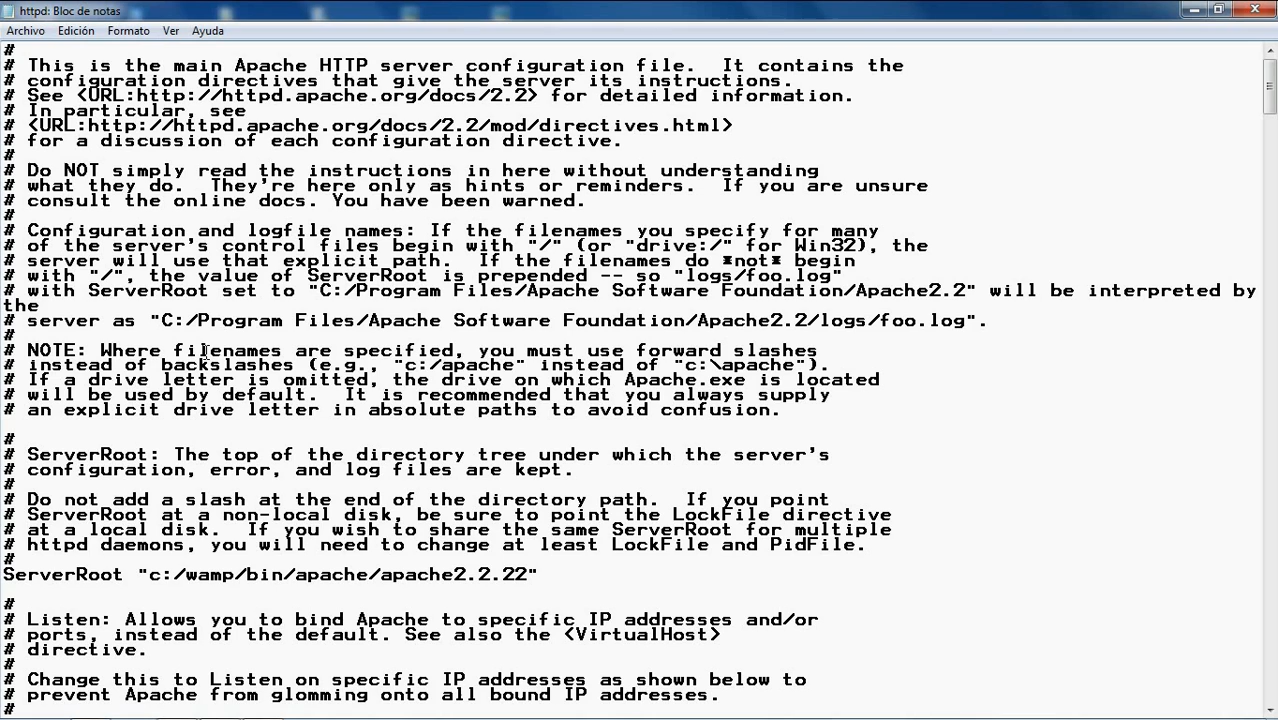 httpd: Bloc de notas
Archivo Edición Formato Ver Ayuda
#
# This is the main Apache HTTP server configuration file.  It contains the
# configuration directives that give the server its instructions.
# See <URL:http://httpd.apache.org/docs/2.2> for detailed information.
# In particular, see
# <URL:http://httpd.apache.org/docs/2.2/mod/directives.html>
# for a discussion of each configuration directive.
#
# Do NOT simply read the instructions in here without understanding
# what they do.  They're here only as hints or reminders.  If you are unsure
# consult the online docs. You have been warned.
#
# Configuration and logfile names: If the filenames you specify for many
# of the server's control files begin with "/" (or "drive:/" for Win32), the
# server will use that explicit path.  If the filenames do *not* begin
# with "/", the value of ServerRoot is prepended -- so "logs/foo.log"
# with ServerRoot set to "C:/Program Files/Apache Software Foundation/Apache2.2" will be interpreted by
the
# server as "C:/Program Files/Apache Software Foundation/Apache2.2/logs/foo.log".
#
# NOTE: Where filenames are specified, you must use forward slashes
# instead of backslashes (e.g., "c:/apache" instead of "c:\apache").
# If a drive letter is omitted, the drive on which Apache.exe is located
# will be used by default.  It is recommended that you always supply
# an explicit drive letter in absolute paths to avoid confusion.
#
# ServerRoot: The top of the directory tree under which the server's
# configuration, error, and log files are kept.
#
# Do not add a slash at the end of the directory path.  If you point
# ServerRoot at a non-local disk, be sure to point the LockFile directive
# at a local disk.  If you wish to share the same ServerRoot for multiple
# httpd daemons, you will need to change at least LockFile and PidFile.
#
ServerRoot "c:/wamp/bin/apache/apache2.2.22"
#
# Listen: Allows you to bind Apache to specific IP addresses and/or
# ports, instead of the default. See also the <VirtualHost>
# directive.
#
# Change this to Listen on specific IP addresses as shown below to
# prevent Apache from glomming onto all bound IP addresses.
#